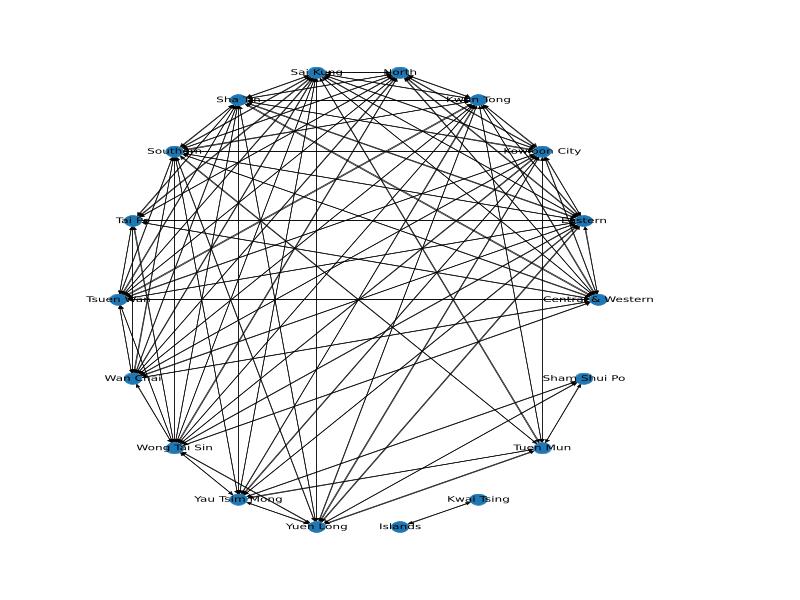 Sai Kung
North
Sha Tin
Kwun Tong
Southern
Kowloon City
Tai Po
Eastern
Tsuen Wan
Central & Western
Wan Chai
Sham Shui Po
Wong Tai Sin
Tuen Mun
Yau Tsim Mong
Kwai Tsing
Yuen Long
Islands